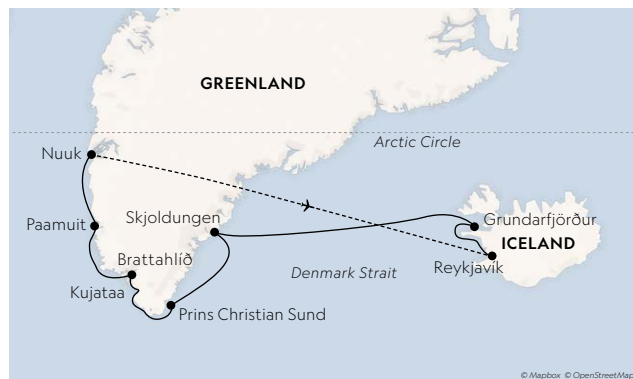 GREENLAND
Arctic Circle
Nuuk
Paamuit
Skjoldungen
Grundarfjörður
Brattahlíð
ICELAND
Reykjavík
Denmark Strait
Kujataa
Prins Christian Sund
© Mapbox © OpenStreetMap